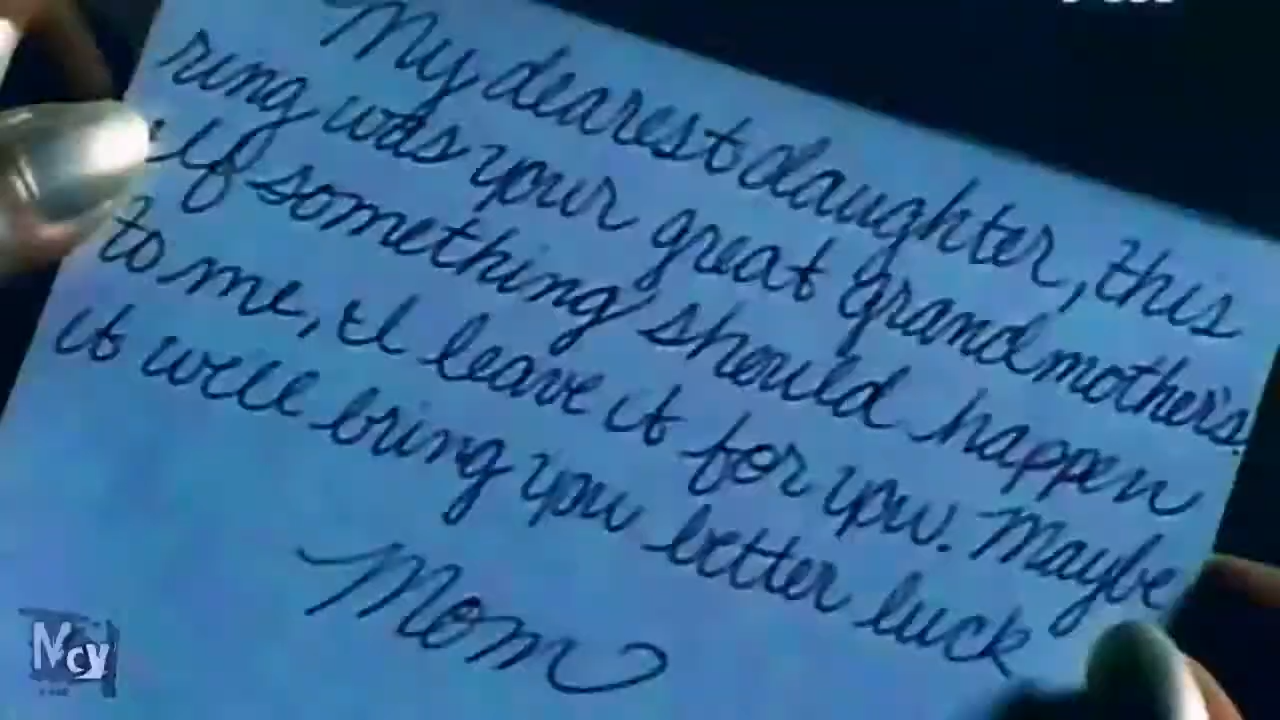 My dearest daughter, this
ring was your great grandmother's.
If something should happen
to me, I leave it for you. Maybe
it will bring you better luck
Mom